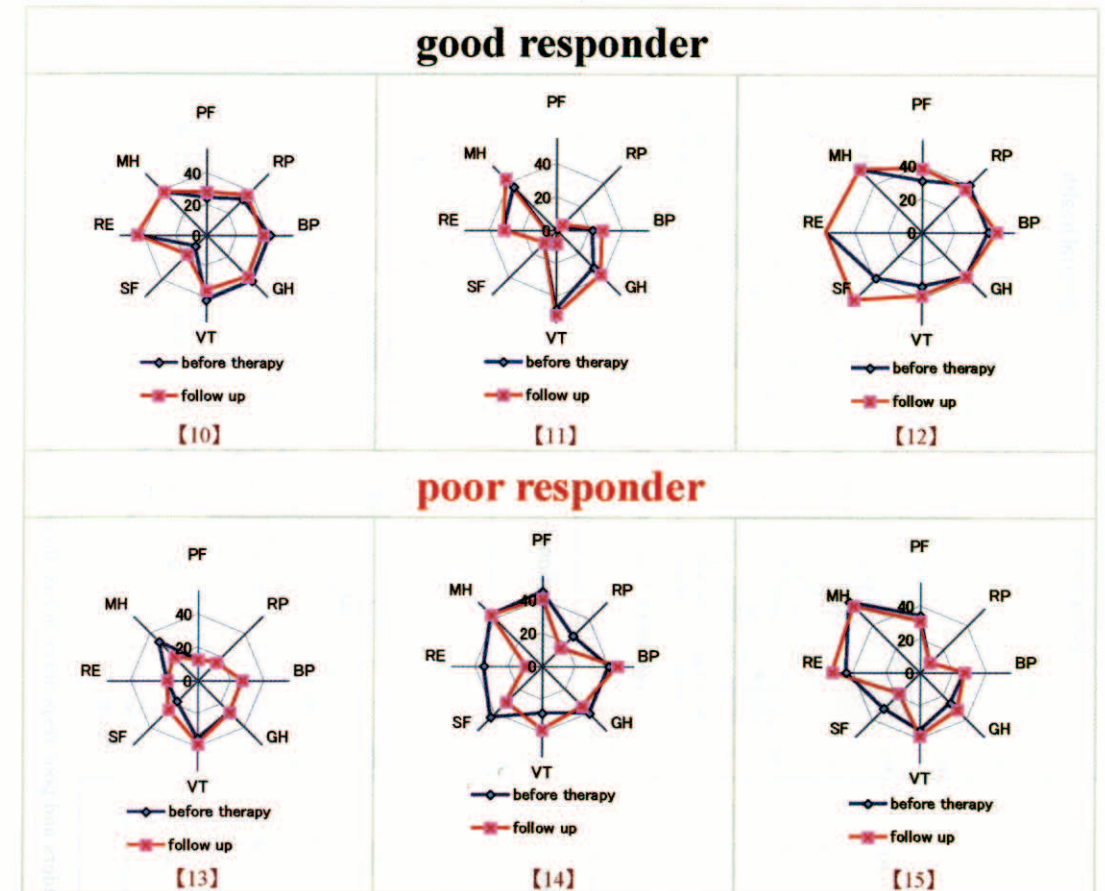 good responder
PF
MH
RP
40
20
0
RE
BP
SF
GH
VT
before therapy
follow up
【10】
PF
MH
RP
40
20
0
RE
BP
SF
GH
VT
before therapy
follow up
【11】
PF
MH
RP
40
20
0
RE
BP
SF
GH
VT
before therapy
follow up
【12】
poor responder
PF
MH
RP
40
20
0
RE
BP
SF
GH
VT
before therapy
follow up
【13】
PF
MH
RP
40
20
0
RE
BP
SF
GH
VT
before therapy
follow up
【14】
PF
MH
RP
40
20
0
RE
BP
SF
GH
VT
before therapy
follow up
【15】